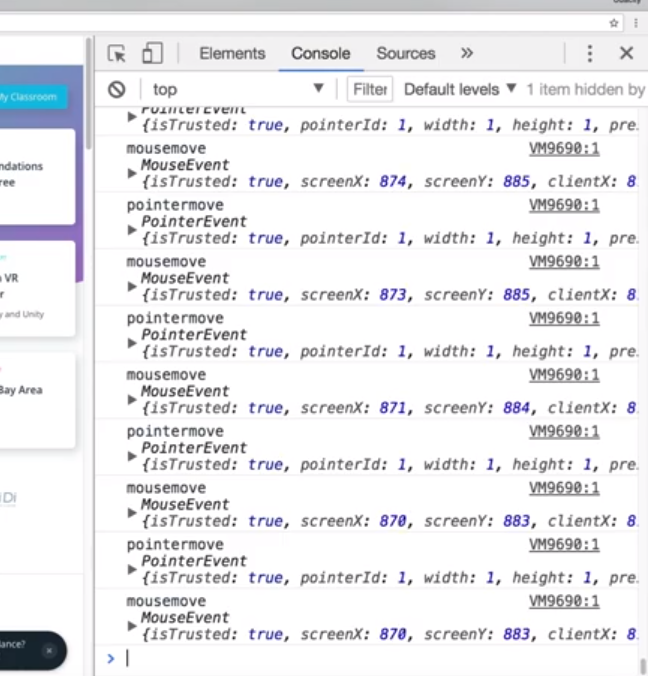 My Classroom
ndations
ree
VR
r
y and Unity
Bay Area
Di
ance?
Elements Console Sources »
top Filter Default levels 1 item hidden by
PointerEvent
{isTrusted: true, pointerId: 1, width: 1, height: 1, pre
mousemove VM9690:1
MouseEvent
{isTrusted: true, screenX: 874, screenY: 885, clientX: 8
pointermove VM9690:1
PointerEvent
{isTrusted: true, pointerId: 1, width: 1, height: 1, pre
mousemove VM9690:1
MouseEvent
{isTrusted: true, screenX: 873, screenY: 885, clientX: 8
pointermove VM9690:1
PointerEvent
{isTrusted: true, pointerId: 1, width: 1, height: 1, pre
mousemove VM9690:1
MouseEvent
{isTrusted: true, screenX: 871, screenY: 884, clientX: 8
pointermove VM9690:1
PointerEvent
{isTrusted: true, pointerId: 1, width: 1, height: 1, pre
mousemove VM9690:1
MouseEvent
{isTrusted: true, screenX: 870, screenY: 883, clientX: 8
pointermove VM9690:1
PointerEvent
{isTrusted: true, pointerId: 1, width: 1, height: 1, pre
mousemove VM9690:1
MouseEvent
{isTrusted: true, screenX: 870, screenY: 883, clientX: 8